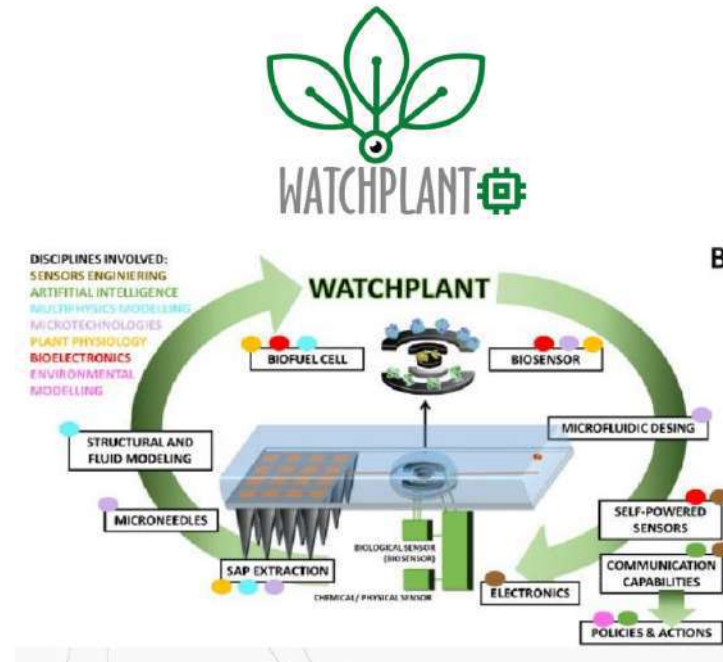 WATCHPLANT
DISCIPLINES INVOLVED:
SENSORS ENGINIERING
ARTIFITIAL INTELLIGENCE
MULTIPHYSICS MODELLING
MICROTECHNOLOGIES
PLANT PHYSIOLOGY
BIOELECTRONICS
ENVIRONMENTAL
MODELLING
B
WATCHPLANT
BIOFUEL CELL
BIOSENSOR
MICROFLUIDIC DESING
STRUCTURAL AND
FLUID MODELING
MICRONEEDLES
SAP EXTRACTION
BIOLOGICAL SENSOR
(BIOSENSOR)
CHEMICAL/ PHYSICAL SENSOR
ELECTRONICS
SELF-POWERED
SENSORS
COMMUNICATION
CAPABILITIES
POLICIES & ACTIONS